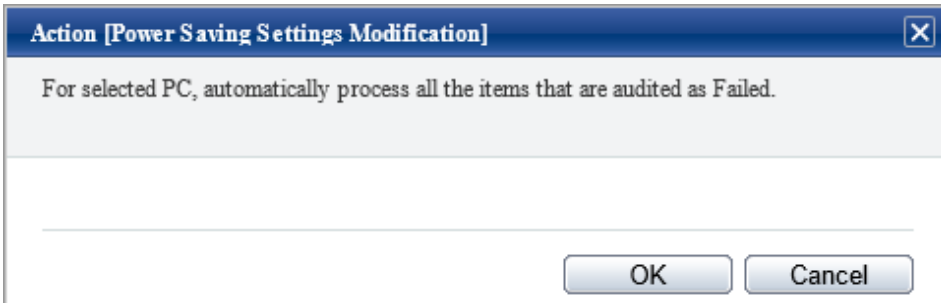 Action [Power Saving Settings Modification]
For selected PC, automatically process all the items that are audited as Failed.
OK Cancel